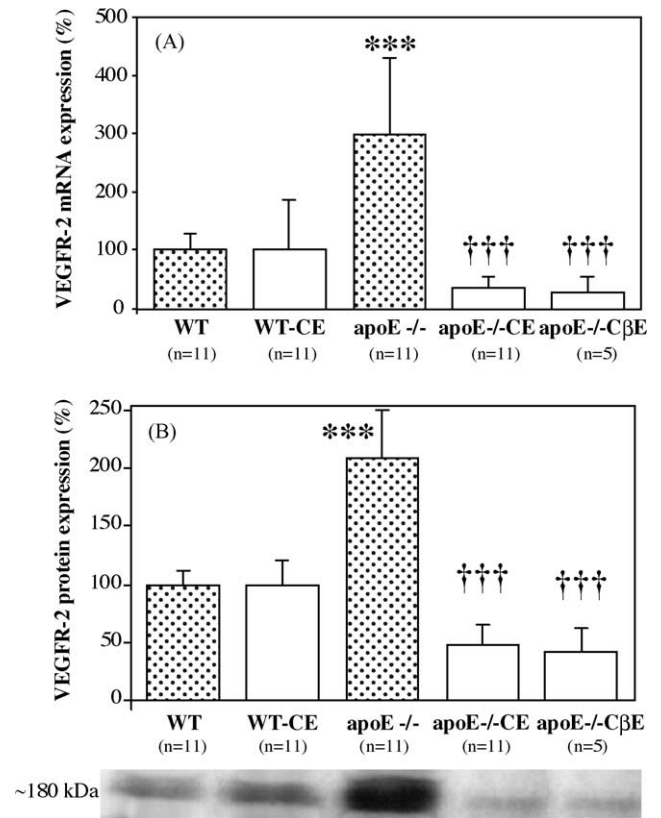 VEGFR-2 mRNA expression (%)
500
400
300
200
100
0
(A)
***
†††
†††
WT
WT-CE
apoE -/-
apoE-/-CE
apoE-/-CβE
(n=11)
(n=11)
(n=11)
(n=11)
(n=5)
VEGFR-2 protein expression (%)
250
200
150
100
50
0
(B)
***
†††
†††
WT
WT-CE
apoE -/-
apoE-/-CE
apoE-/-CβE
(n=11)
(n=11)
(n=11)
(n=11)
(n=5)
~180 kDa